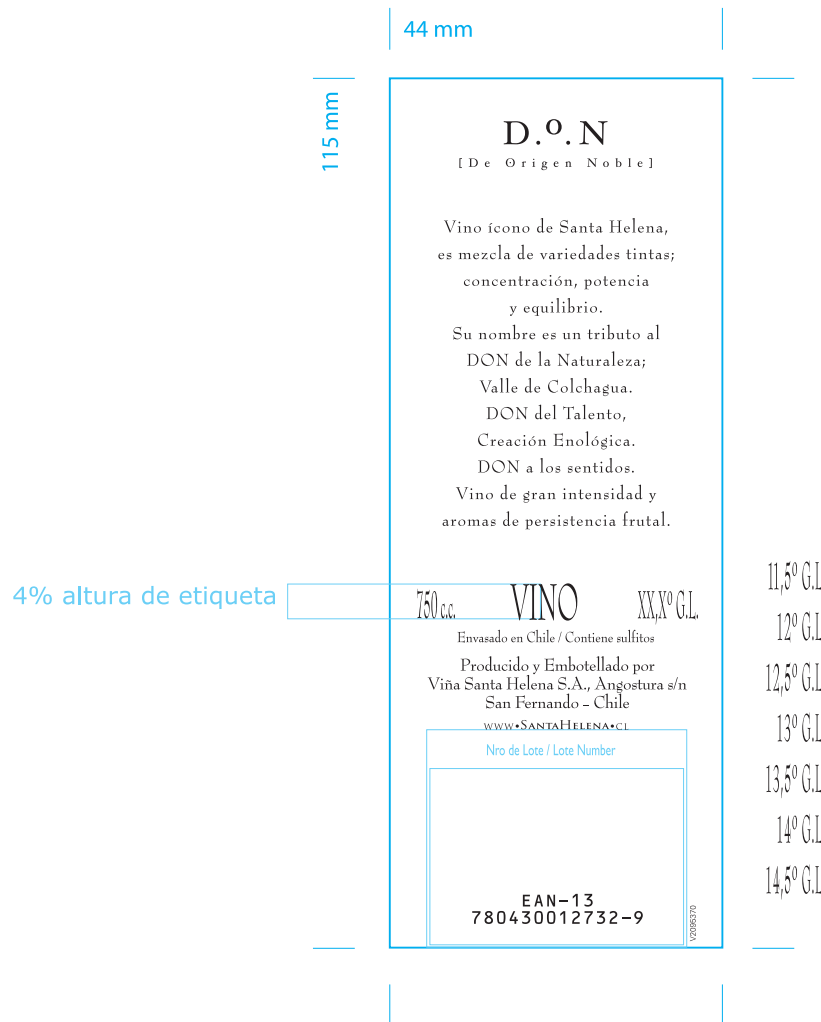 44 mm
115 mm
D.º.N
[De Origen Noble]
Vino ícono de Santa Helena,
es mezcla de variedades tintas;
concentración, potencia
y equilibrio.
Su nombre es un tributo al
DON de la Naturaleza;
Valle de Colchagua.
DON del Talento,
Creación Enológica.
DON a los sentidos.
Vino de gran intensidad y
aromas de persistencia frutal.
4% altura de etiqueta
750 c.c. VINO XX,Xº G.L.
Envasado en Chile / Contiene sulfitos
Producido y Embotellado por
Viña Santa Helena S.A., Angostura s/n
San Fernando – Chile
WWW•SANTAHELENA•CL
Nro de Lote / Lote Number
EAN-13
780430012732-9
V2095370
11,5º G.L
12º G.L
12,5º G.L
13º G.L
13,5º G.L
14º G.L
14,5º G.L